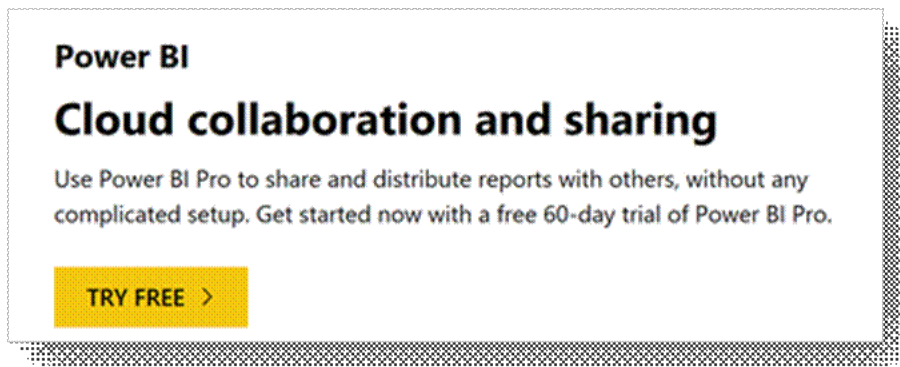 Power BI
Cloud collaboration and sharing
Use Power BI Pro to share and distribute reports with others, without any
complicated setup. Get started now with a free 60-day trial of Power BI Pro.
TRY FREE >